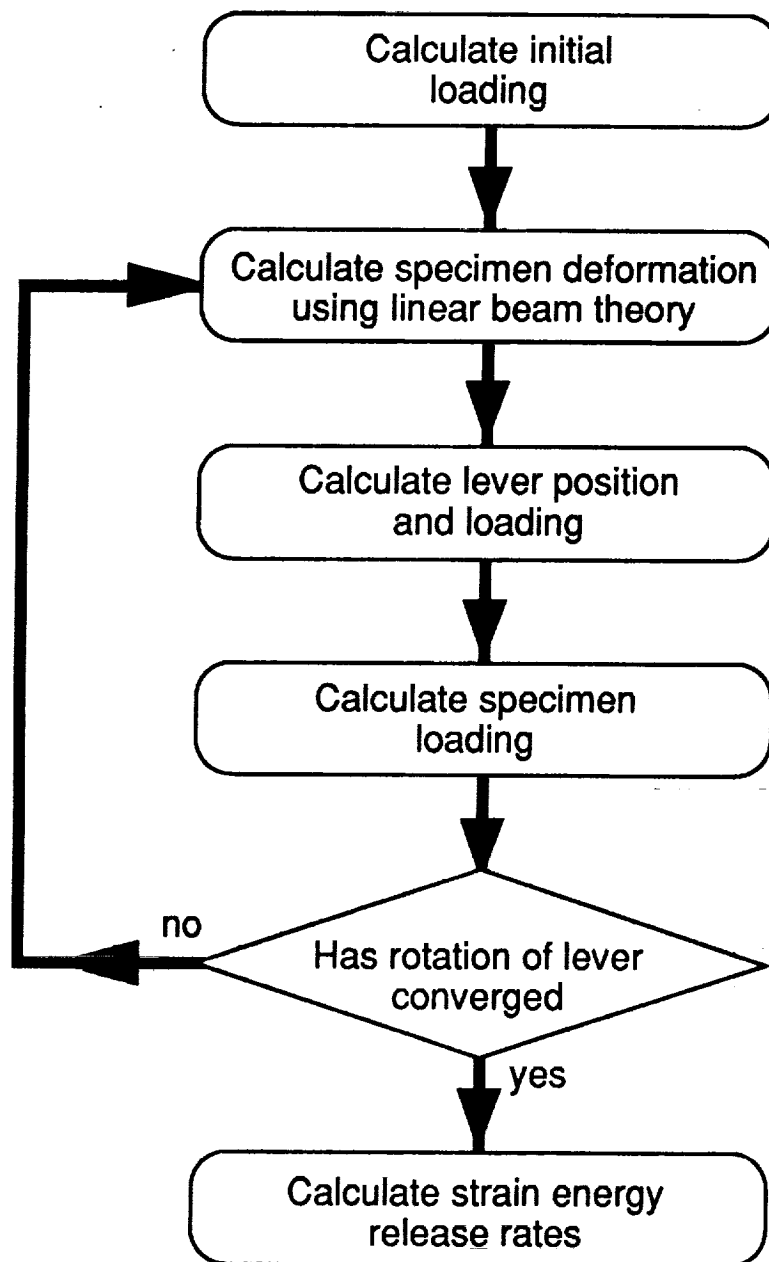 Calculate initial
loading
Calculate specimen deformation
using linear beam theory
Calculate lever position
and loading
Calculate specimen
loading
no
Has rotation of lever
converged
yes
Calculate strain energy
release rates